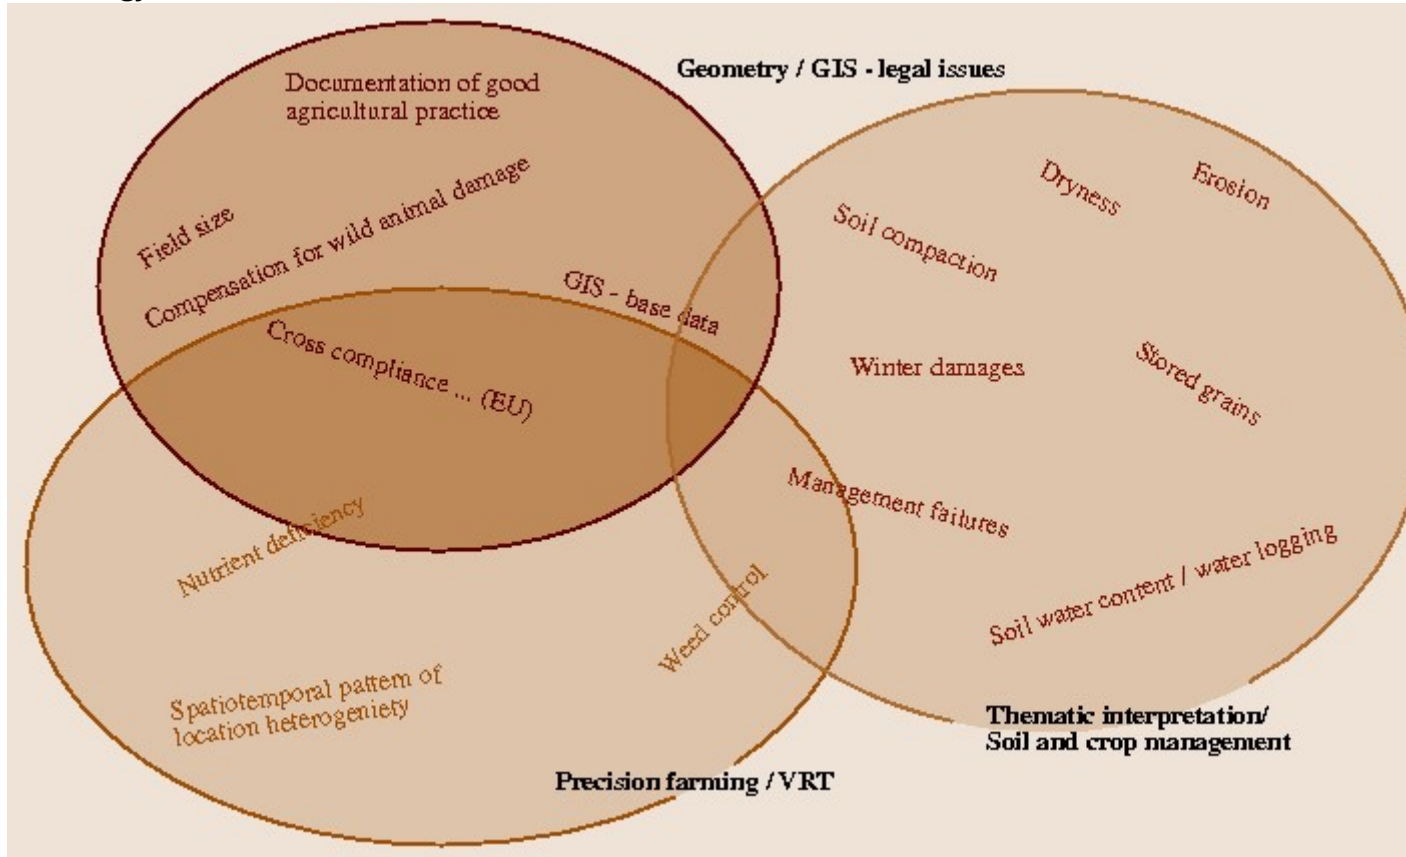 Geometry / GIS - legal issues
Documentation of good
agricultural practice
Field size
Compensation for wild animal damage
GIS - base data
Cross compliance ... (EU)
Dryness
Erosion
Soil compaction
Winter damages
Stored grains
Management failures
Soil water content / water logging
Nutrient deficiency
Weed control
Spatiotemporal pattern of
location heterogeniety
Thematic interpretation/
Soil and crop management
Precision farming / VRT